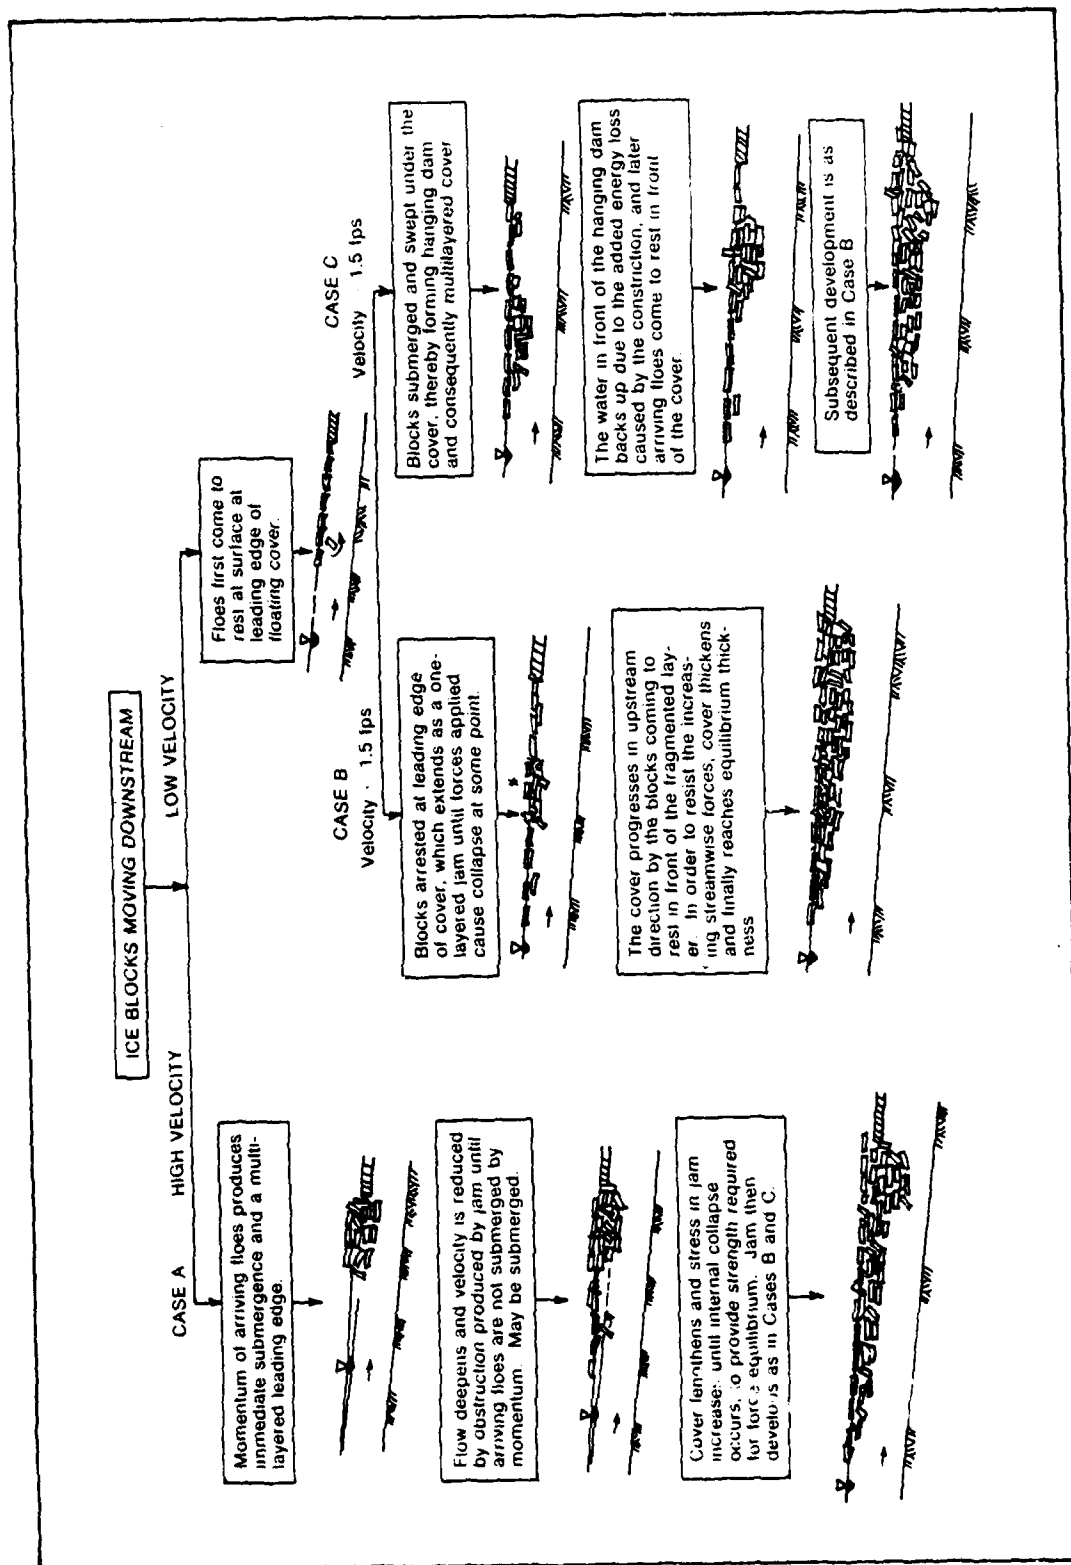 ICE BLOCKS MOVING DOWNSTREAM
CASE A
HIGH VELOCITY
LOW VELOCITY
Momentum of arriving floes produces
immediate submergence and a multi-
layered leading edge.
Flow deepens and velocity is reduced
by obstruction produced by jam until
arriving floes are not submerged by
momentum. May be submerged.
Cover lengthens and stress in jam
increases until internal collapse
occurs, to provide strength required
for force equilibrium. Jam then
develops as in Cases B and C.
Floes first come to
rest at surface at
leading edge of
floating cover.
CASE B
Velocity · 1.5 fps
Blocks arrested at leading edge
of cover, which extends as a one-
layered jam until forces applied
cause collapse at some point.
The cover progresses in upstream
direction by the blocks coming to
rest in front of the fragmented lay-
er. In order to resist the increas-
ing streamwise forces, cover thickens
and finally reaches equilibrium thick-
ness
CASE C
Velocity · 1.5 fps
Blocks submerged and swept under the
cover, thereby forming hanging dam
and consequently multilayered cover
The water in front of the hanging dam
backs up due to the added energy loss
caused by the constriction, and later
arriving floes come to rest in front
of the cover.
Subsequent development is as
described in Case B